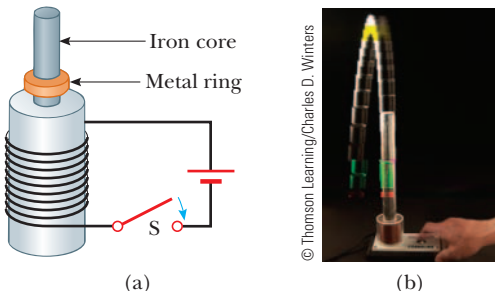 Iron core
Metal ring
S
(a)
© Thomson Learning/Charles D. Winters
(b)